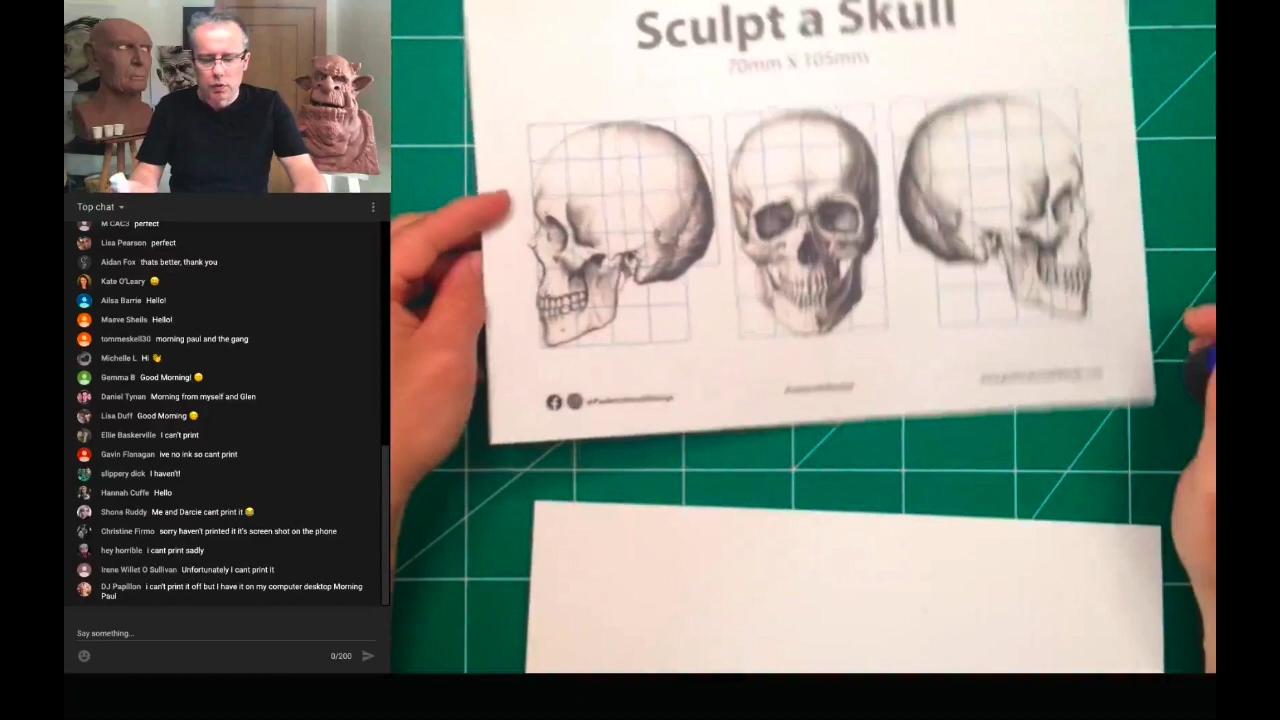 Sculpt a Skull
70mm X 105mm
Top chat
M CAC3 perfect
Lisa Pearson perfect
Aidan Fox thats better, thank you
Kate O'Leary 😀
Ailsa Barrie Hello!
Maeve Sheils Hello!
tommeskell30 morning paul and the gang
Michelle L Hi 👋
Gemma B Good Morning! 😊
Daniel Tynan Morning from myself and Glen
Lisa Duff Good Morning 😊
Ellie Baskerville I can't print
Gavin Flanagan ive no ink so cant print
slippery dick I haven't!
Hannah Cuffe Hello
Shona Ruddy Me and Darcie cant print it 😂
Christine Firmo sorry haven't printed it it's screen shot on the phone
hey horrible i cant print sadly
Irene Willet O Sullivan Unfortunately I cant print it
DJ Papillon i can't print it off but I have it on my computer desktop Morning
Paul
Say something...
0/200